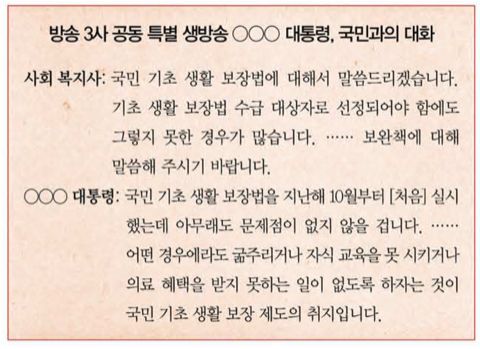 방송 3사 공동 특별 생방송 ○○○ 대통령, 국민과의 대화
사회 복지사: 국민 기초 생활 보장법에 대해서 말씀드리겠습니다.
기초 생활 보장법 수급 대상자로 선정되어야 함에도
그렇지 못한 경우가 많습니다. …… 보완책에 대해
말씀해 주시기 바랍니다.
○○○ 대통령: 국민 기초 생활 보장법을 지난해 10월부터 [처음] 실시
했는데 아무래도 문제점이 없지 않을 겁니다. ……
어떤 경우에라도 굶주리거나 자식 교육을 못 시키거나
의료 혜택을 받지 못하는 일이 없도록 하자는 것이
국민 기초 생활 보장 제도의 취지입니다.